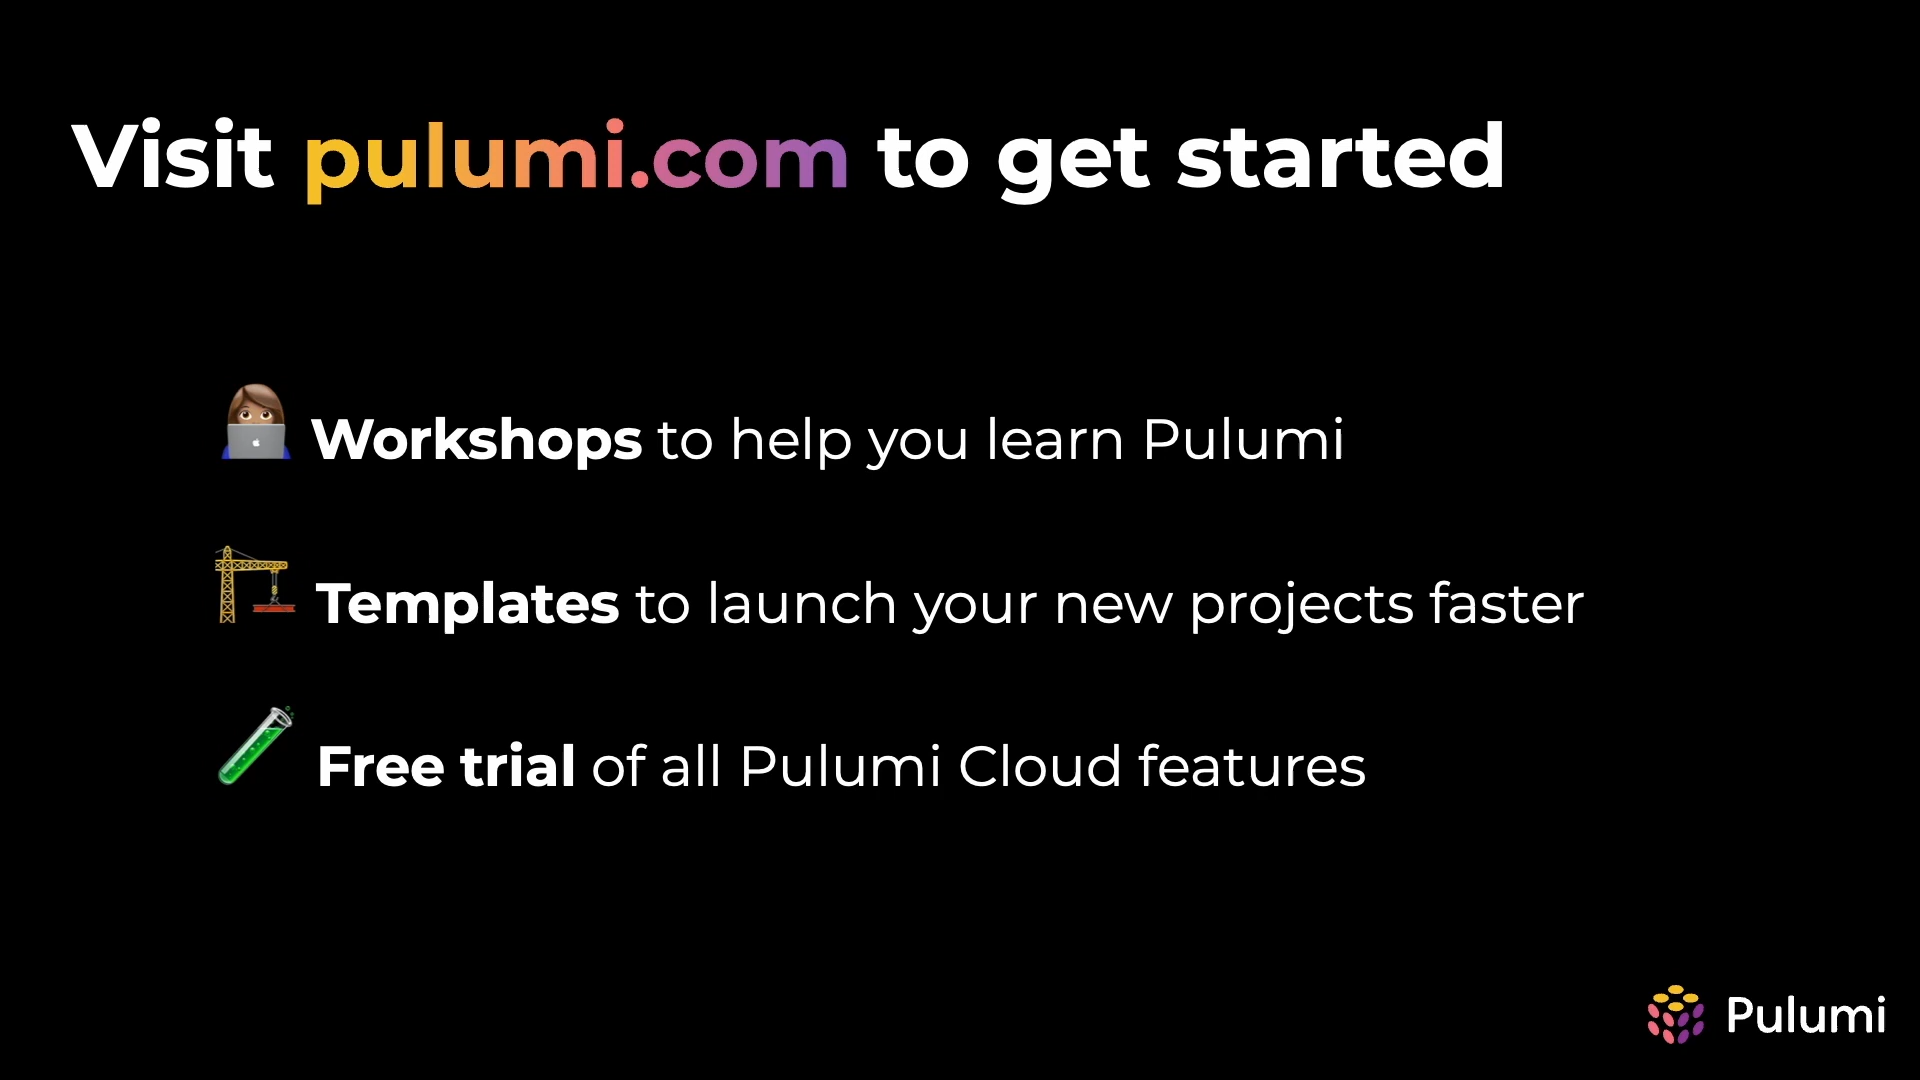 Visit pulumi.com to get started
Workshops to help you learn Pulumi
Templates to launch your new projects faster
Free trial of all Pulumi Cloud features
Pulumi